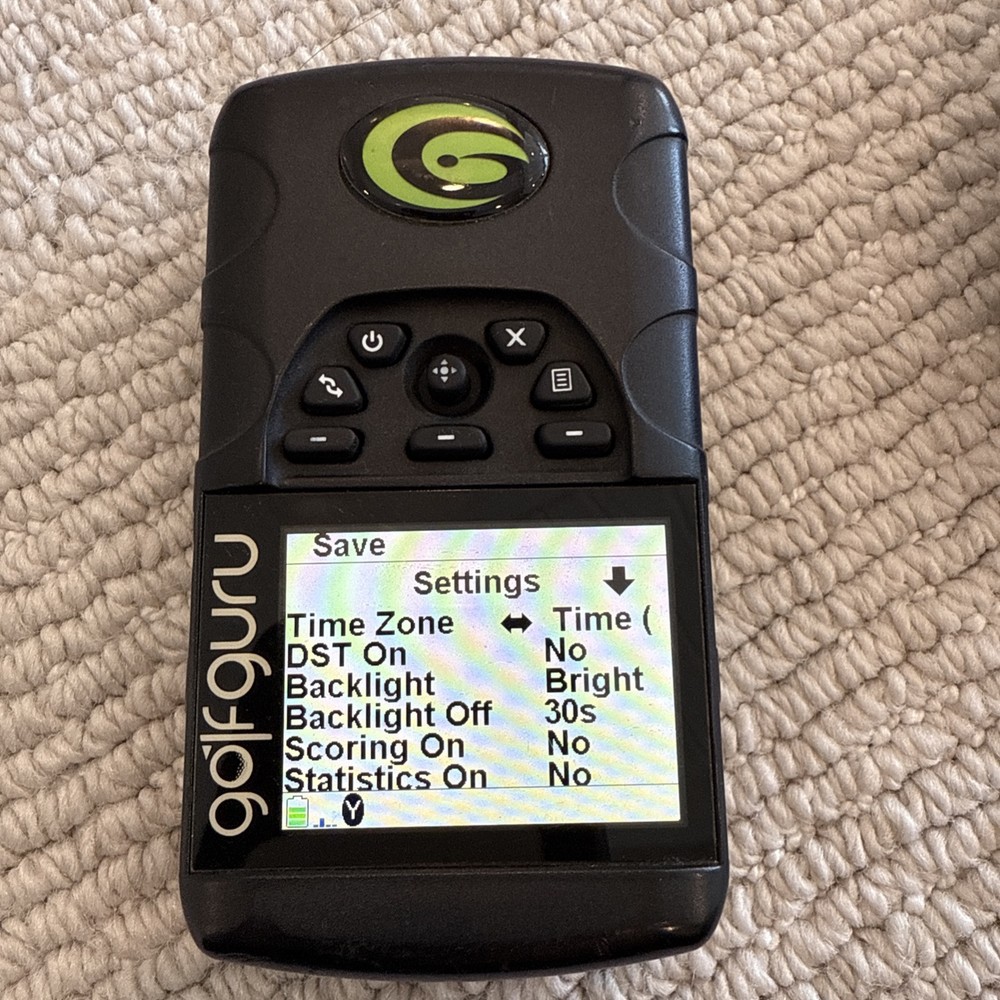 Save
Settings
Time Zone Time (
DST On No
Backlight Bright
Backlight Off 30s
Scoring On No
Statistics On No
Y
golfguru